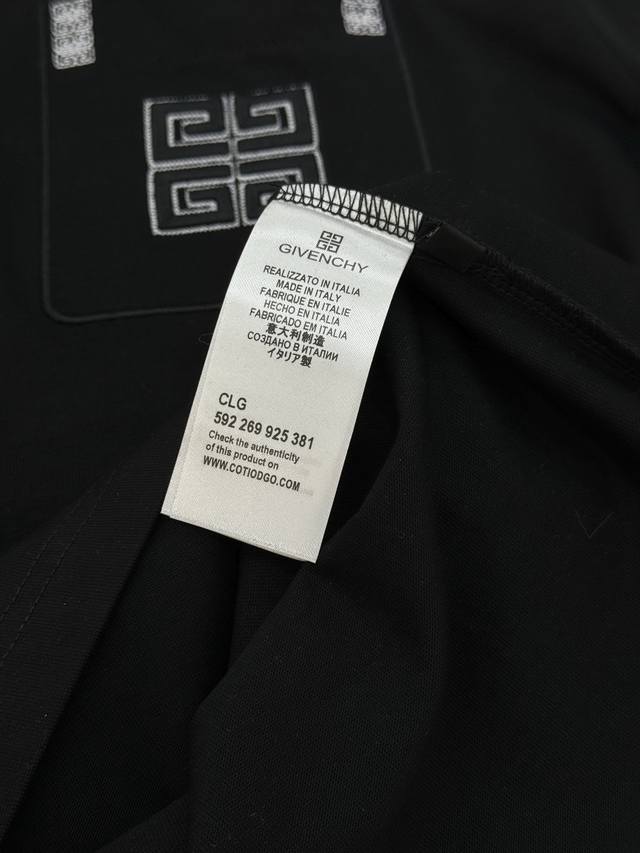 GIVENCHY
REALIZZATO IN ITALIA
MADE IN ITALY
FABRIQUE EN ITALIE
HECHO EN ITALIA
FABRICADO EM ITALIA
意大利制造
СОЗДАНО В ИТАЛИИ
イタリア製
CLG
592 269 925 381
Check the authenticity
of this product on
WWW.COTIODGO.COM